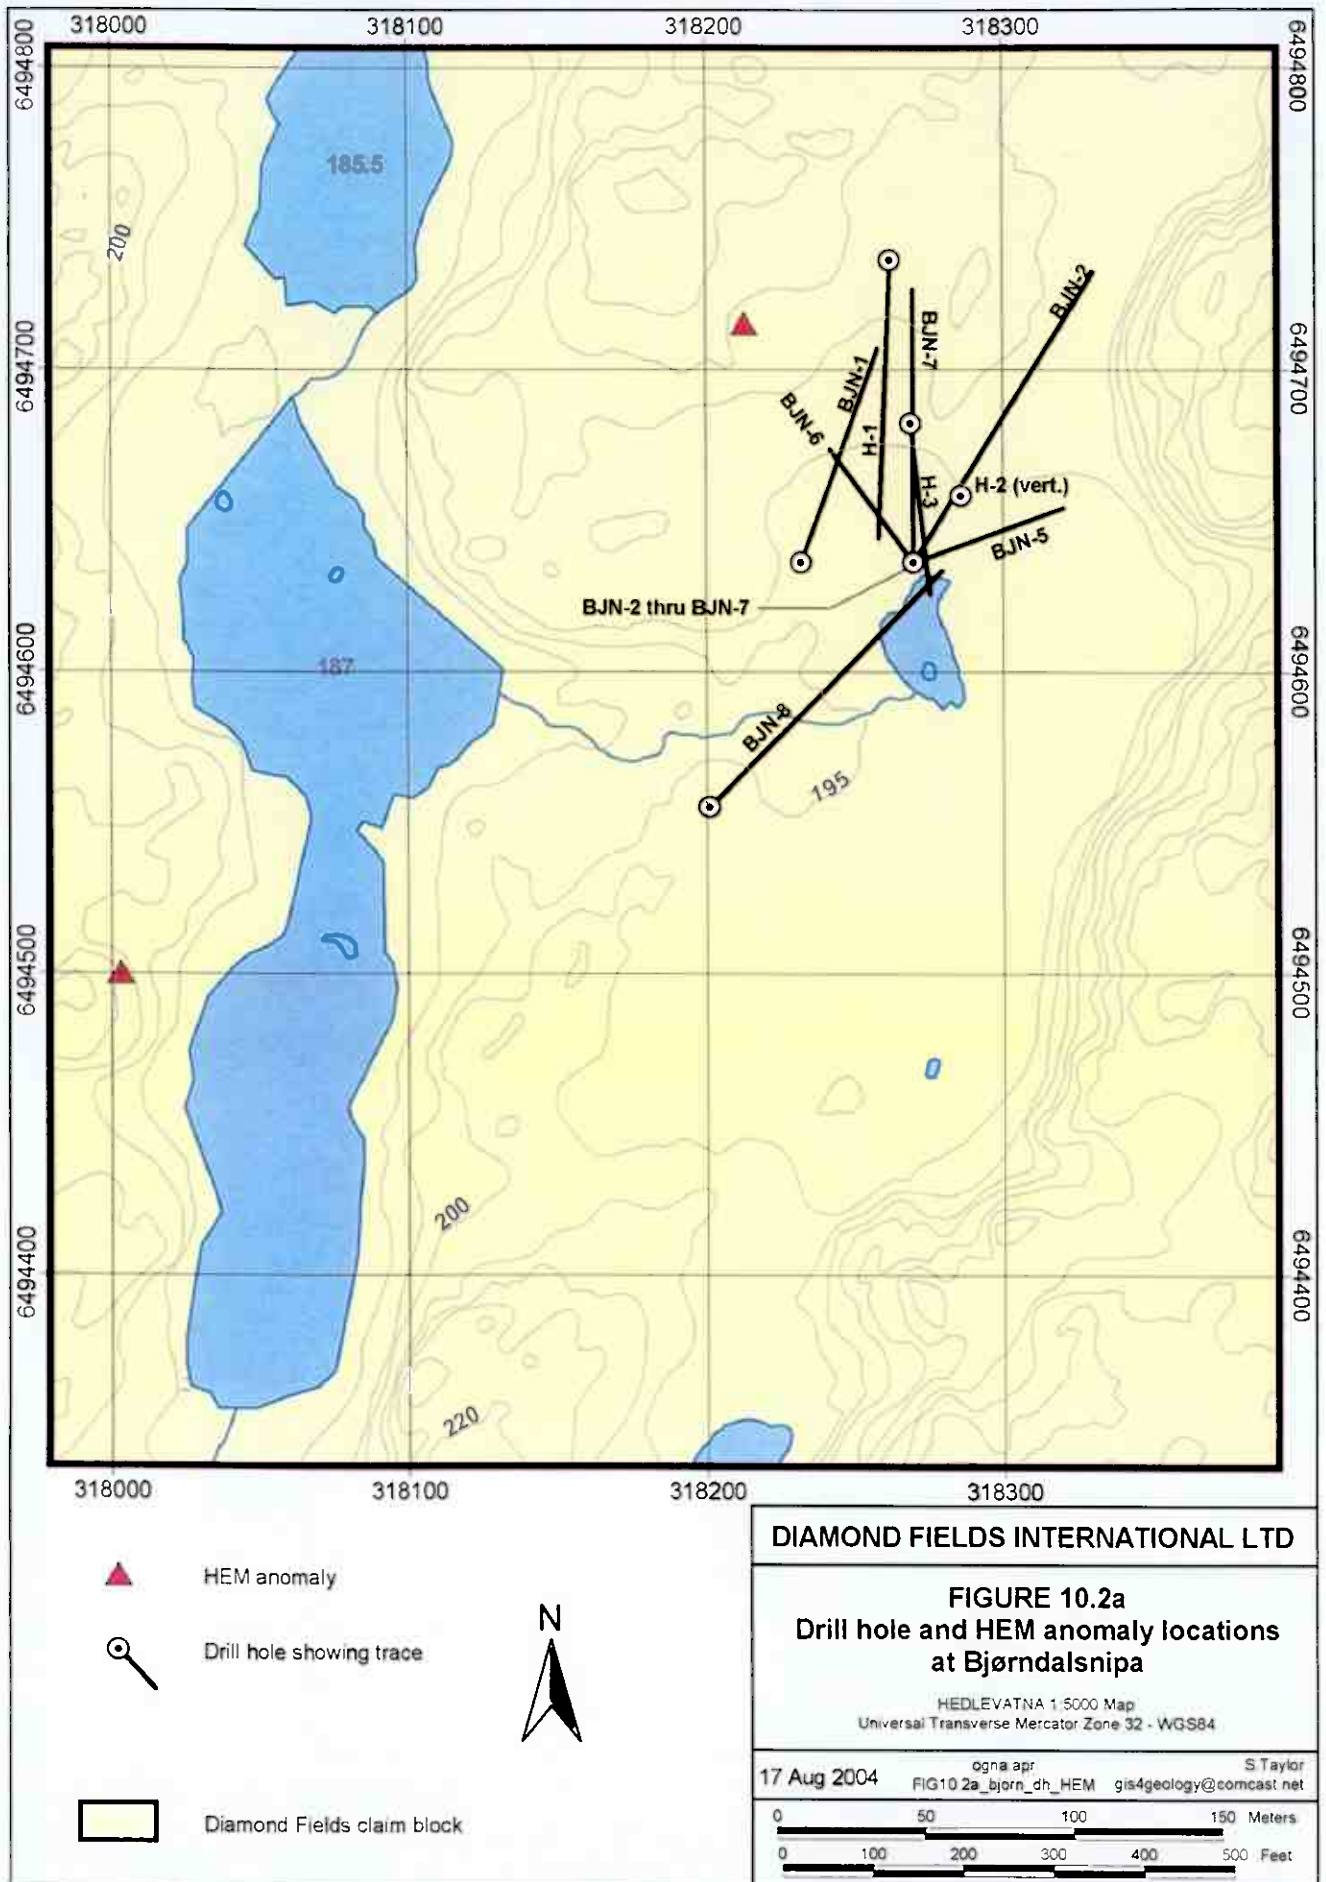 318000 318100 318200 318300
6494800
6494800
185.5
200
BJN-2
BJN-7
6494700
6494700
BJN-1
BJN-6
H-1
H-3
H-2 (vert.)
BJN-5
BJN-2 thru BJN-7
6494600
6494600
187
BJN-8
195
6494500
6494500
200
6494400
6494400
220
318000 318100 318200 318300
HEM anomaly
Drill hole showing trace
N
Diamond Fields claim block
DIAMOND FIELDS INTERNATIONAL LTD
FIGURE 10.2a
Drill hole and HEM anomaly locations
at Bjørndalsnipa
HEDLEVATNA 1:5000 Map
Universal Transverse Mercator Zone 32 - WGS84
17 Aug 2004
ogna.apr
FIG10.2a_bjorn_dh_HEM
S.Taylor
gis4geology@comcast.net
0 50 100 150 Meters
0 100 200 300 400 500 Feet